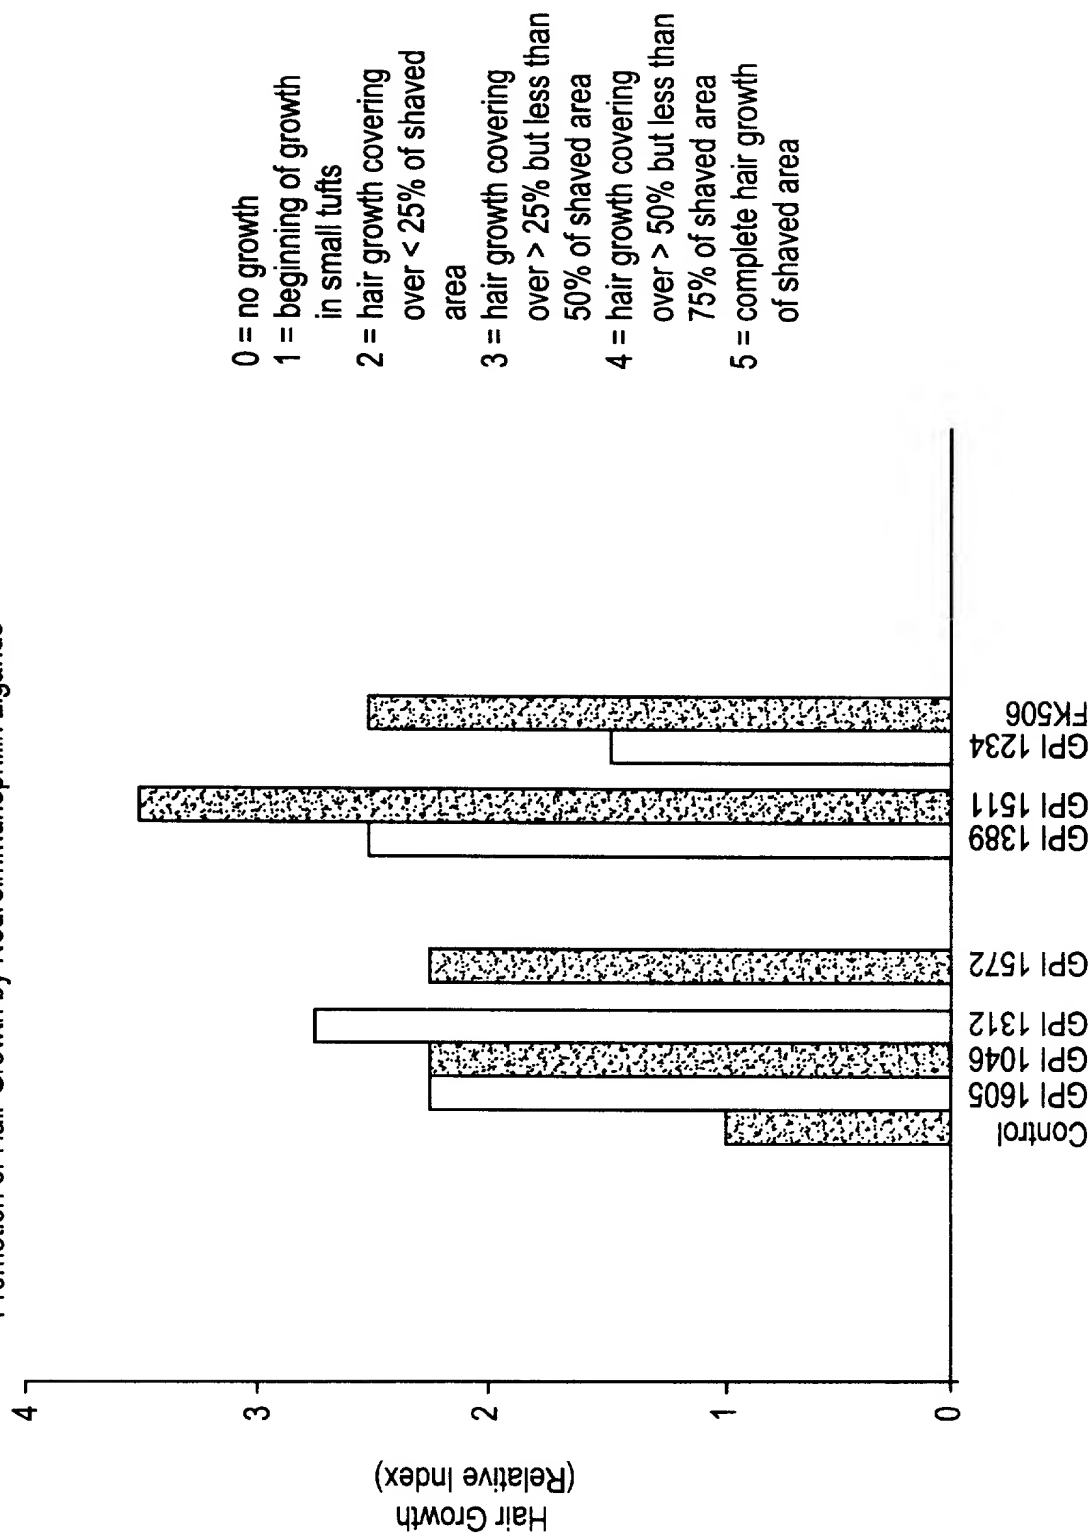 Promotion of Hair Growth by Neuroimmunophilin Ligands
Hair Growth
(Relative Index)
4
3
2
1
0
Control
GPI 1605
GPI 1046
GPI 1312
GPI 1572
GPI 1389
GPI 1511
GPI 1234
FK506
0 = no growth
1 = beginning of growth
in small tufts
2 = hair growth covering
over < 25% of shaved
area
3 = hair growth covering
over > 25% but less than
50% of shaved area
4 = hair growth covering
over > 50% but less than
75% of shaved area
5 = complete hair growth
of shaved area